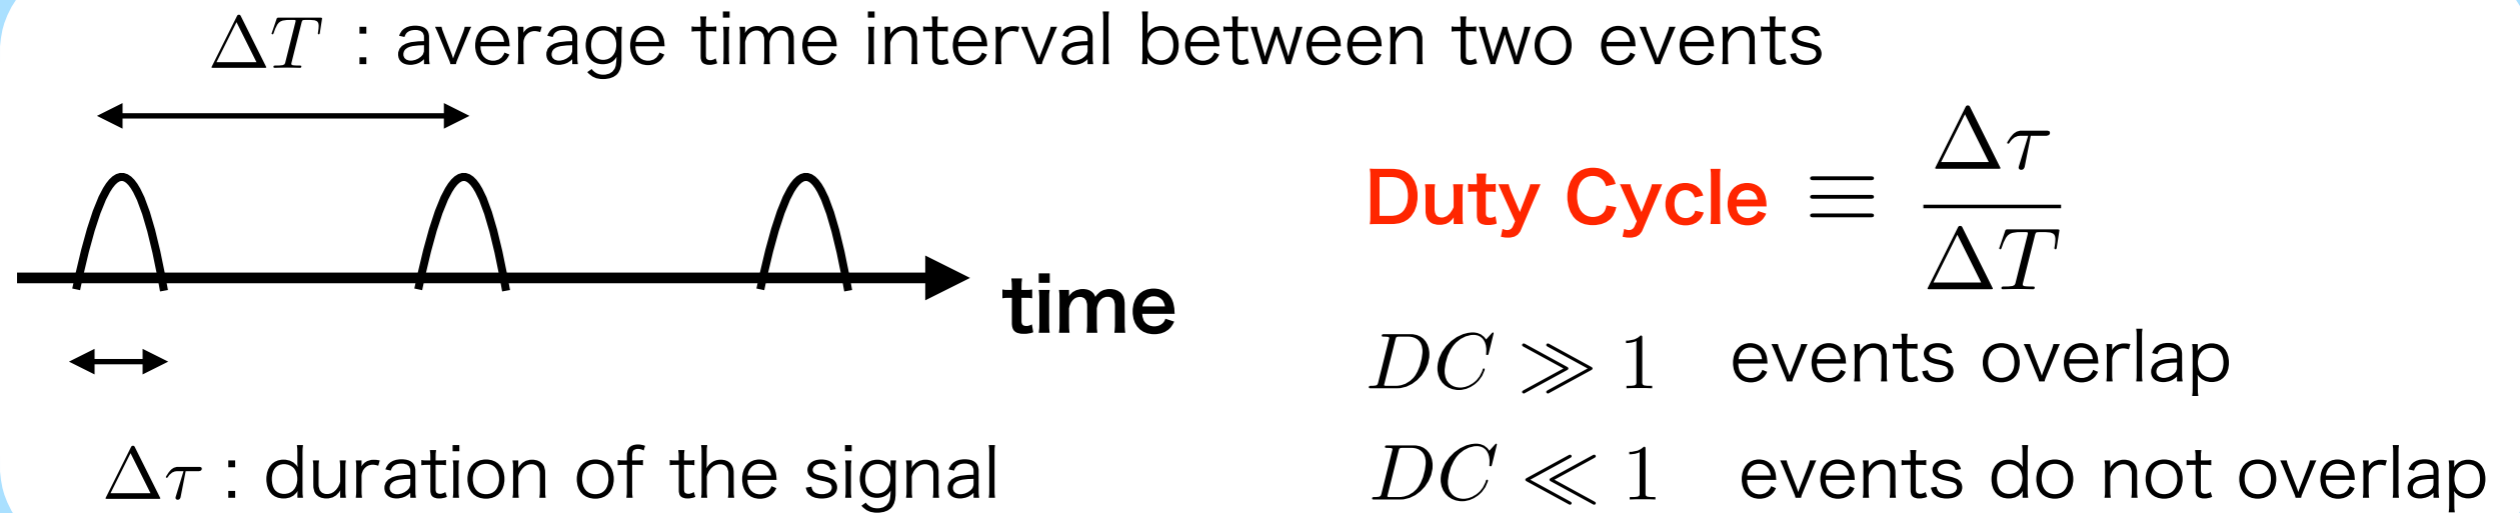 ΔT : average time interval between two events
time
Δτ : duration of the signal
Duty Cycle ≡ Δτ / ΔT
DC ≫ 1 events overlap
DC ≪ 1 events do not overlap